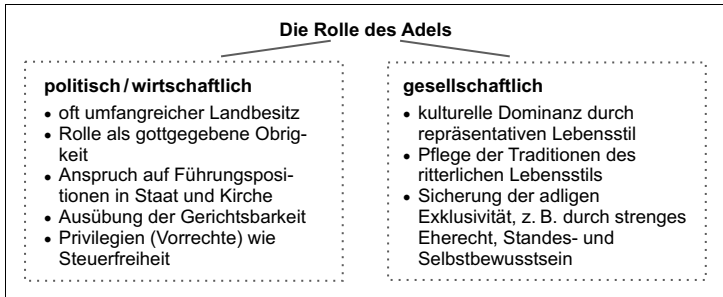 Die Rolle des Adels
politisch / wirtschaftlich
• oft umfangreicher Landbesitz
• Rolle als gottgegebene Obrig-
keit
• Anspruch auf Führungsposi-
tionen in Staat und Kirche
• Ausübung der Gerichtsbarkeit
• Privilegien (Vorrechte) wie
Steuerfreiheit
gesellschaftlich
• kulturelle Dominanz durch
repräsentativen Lebensstil
• Pflege der Traditionen des
ritterlichen Lebensstils
• Sicherung der adligen
Exklusivität, z. B. durch strenges
Eherecht, Standes- und
Selbstbewusstsein